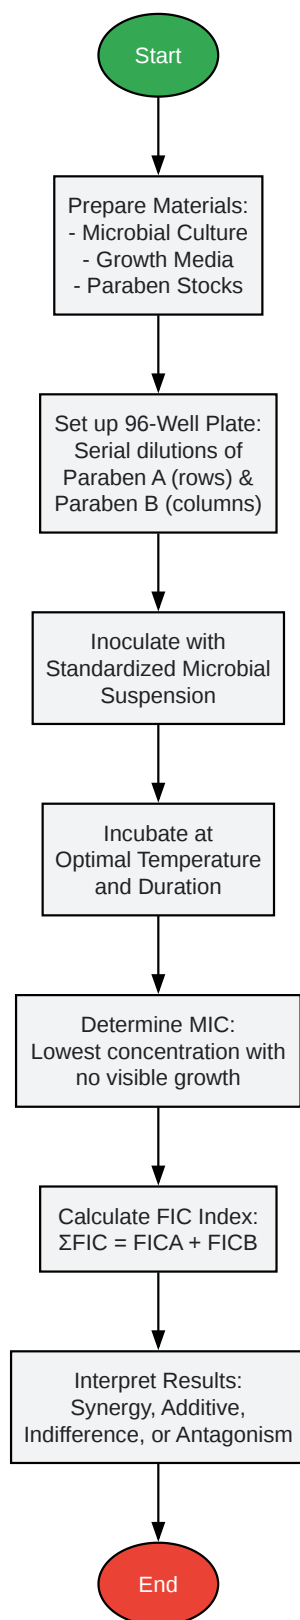 Start
Prepare Materials:
- Microbial Culture
- Growth Media
- Paraben Stocks
Set up 96-Well Plate:
Serial dilutions of
Paraben A (rows) &
Paraben B (columns)
Inoculate with
Standardized Microbial
Suspension
Incubate at
Optimal Temperature
and Duration
Determine MIC:
Lowest concentration with
no visible growth
Calculate FIC Index:
ΣFIC = FICA + FICB
Interpret Results:
Synergy, Additive,
Indifference, or Antagonism
End